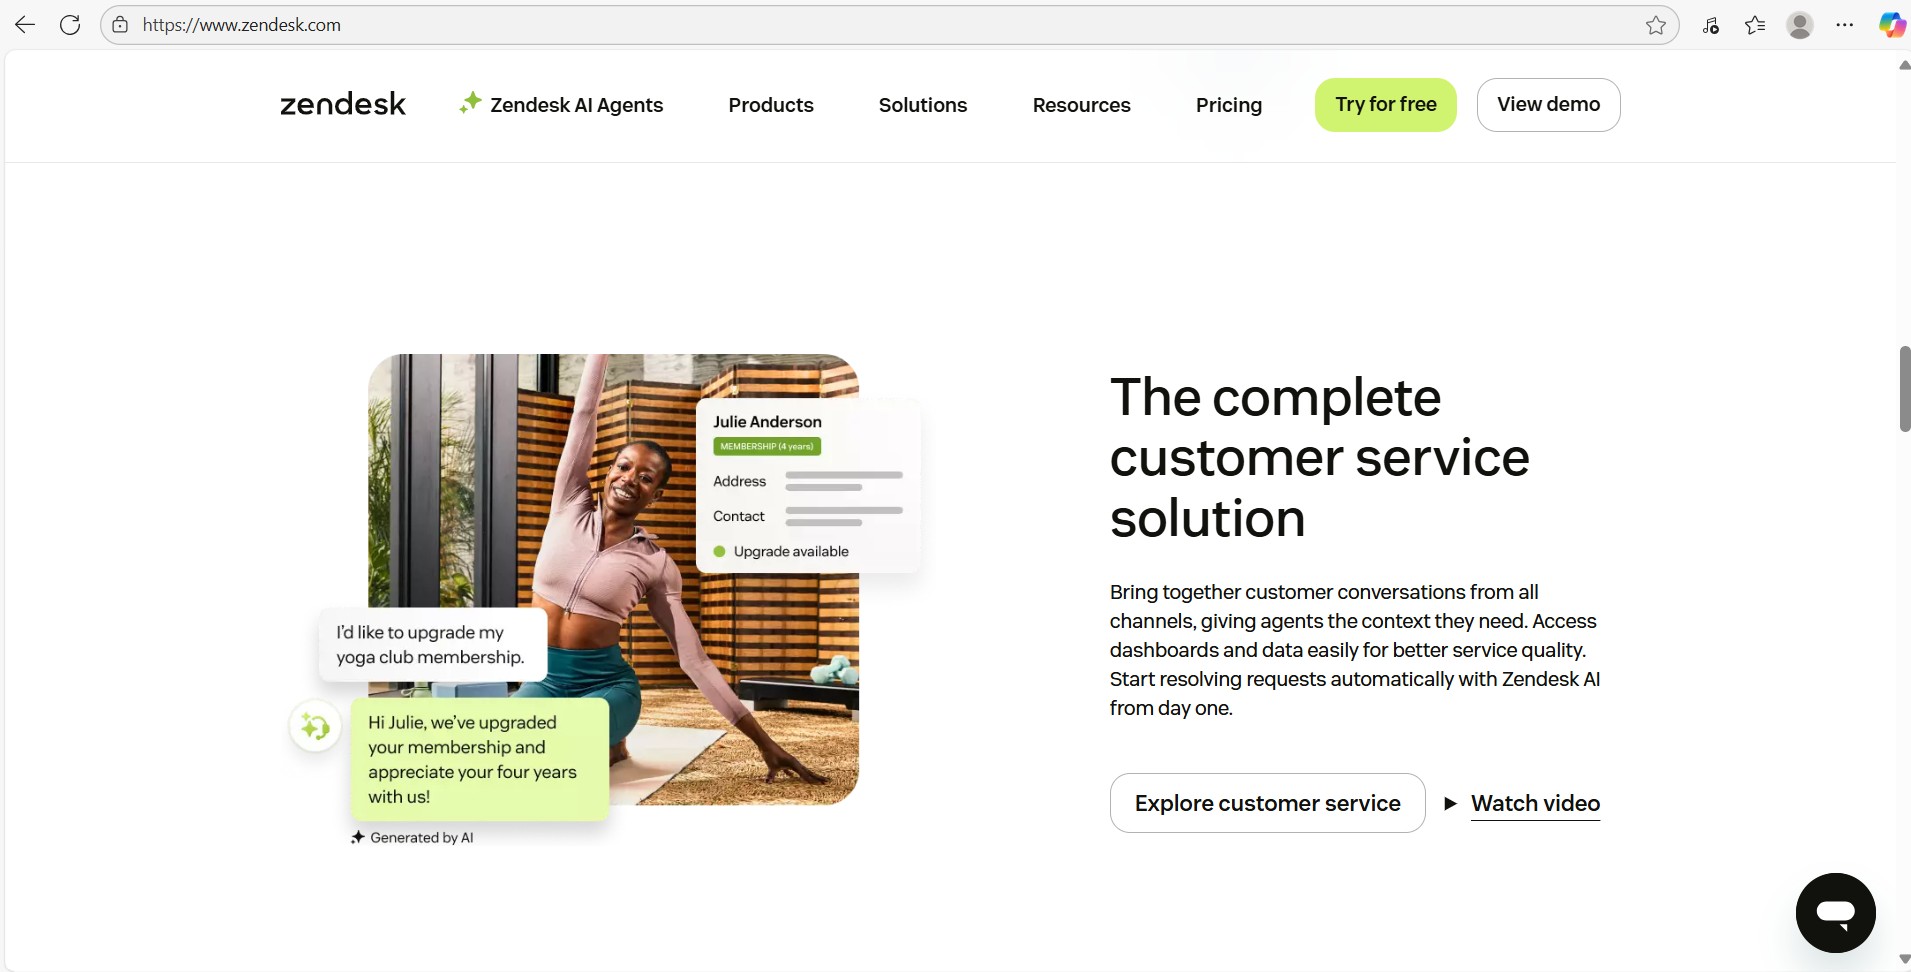 https://www.zendesk.com
zendesk
Zendesk AI Agents
Products
Solutions
Resources
Pricing
Try for free
View demo
Julie Anderson
MEMBERSHIP (4 years)
Address
Contact
Upgrade available
I'd like to upgrade my
yoga club membership.
Hi Julie, we've upgraded
your membership and
appreciate your four years
with us!
Generated by AI
The complete
customer service
solution
Bring together customer conversations from all
channels, giving agents the context they need. Access
dashboards and data easily for better service quality.
Start resolving requests automatically with Zendesk AI
from day one.
Explore customer service
Watch video